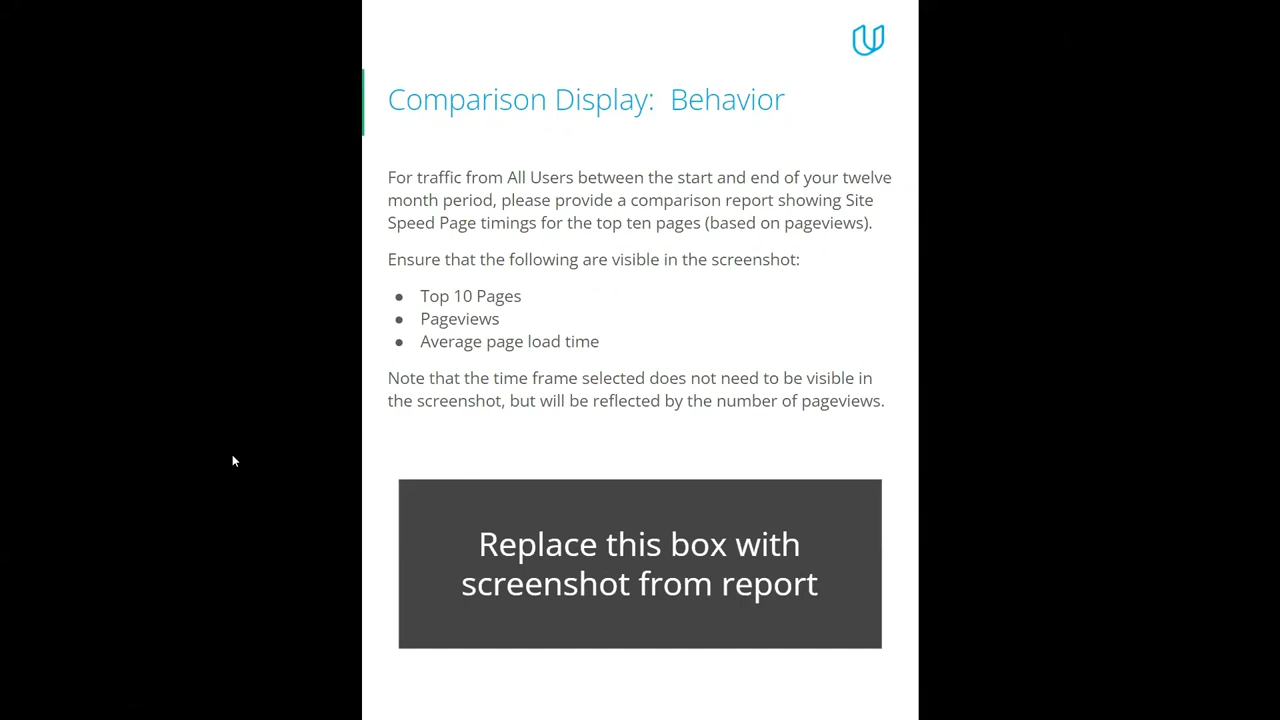 Comparison Display: Behavior
For traffic from All Users between the start and end of your twelve
month period, please provide a comparison report showing Site
Speed Page timings for the top ten pages (based on pageviews).
Ensure that the following are visible in the screenshot:
● Top 10 Pages
● Pageviews
● Average page load time
Note that the time frame selected does not need to be visible in
the screenshot, but will be reflected by the number of pageviews.
Replace this box with
screenshot from report